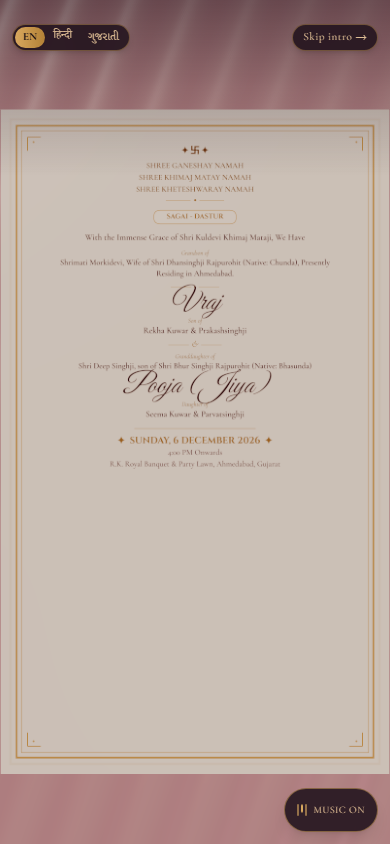 EN हिन्दी ગુજરાતી
Skip intro →
SHREE GANESHAY NAMAH
SHREE KHIMAJ MATAY NAMAH
SHREE KHETESHWARAY NAMAH
SAGAI - DASTUR
With the Immense Grace of Shri Kuldevi Khimaj Mataji, We Have
Grandson of
Shrimati Morkidevi, Wife of Shri Dhansinghji Rajpurohit (Native: Chanda), Presently
Residing in Ahmedabad.
Vraj
Son of
Rekha Kuwar & Prakashsinghji
&
Granddaughter of
Shri Deep Singhji, son of Shri Bhur Singhji Rajpurohit (Native: Bhasunda)
Pooja (Jiya)
Daughter of
Seema Kuwar & Parvatsinghji
SUNDAY, 6 DECEMBER 2026
4:00 PM Onwards
R.K. Royal Banquet & Party Lawn, Ahmedabad, Gujarat
MUSIC ON